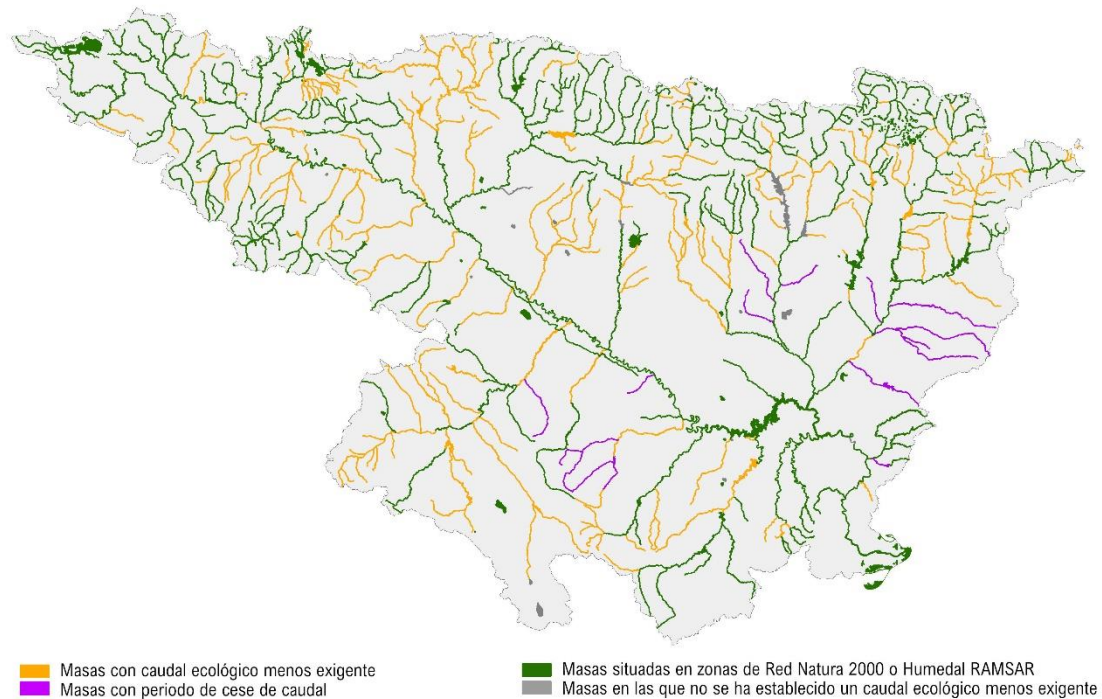 Masas con caudal ecológico menos exigente
Masas con periodo de cese de caudal
Masas situadas en zonas de Red Natura 2000 o Humedal RAMSAR
Masas en las que no se ha establecido un caudal ecológico menos exigente